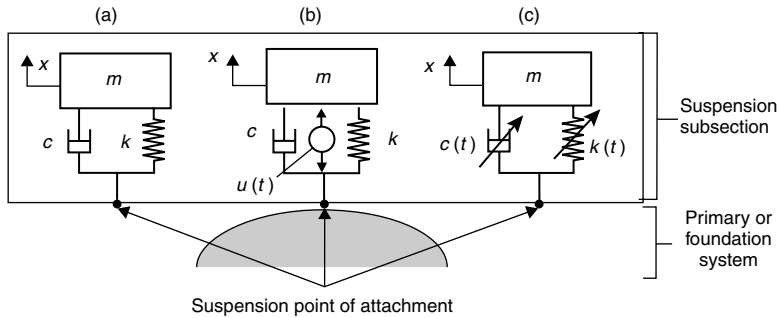 (a) (b) (c)
x m
x m
x m
c k
c k
u(t)
c(t) k(t)
Suspension
subsection
Primary or
foundation
system
Suspension point of attachment